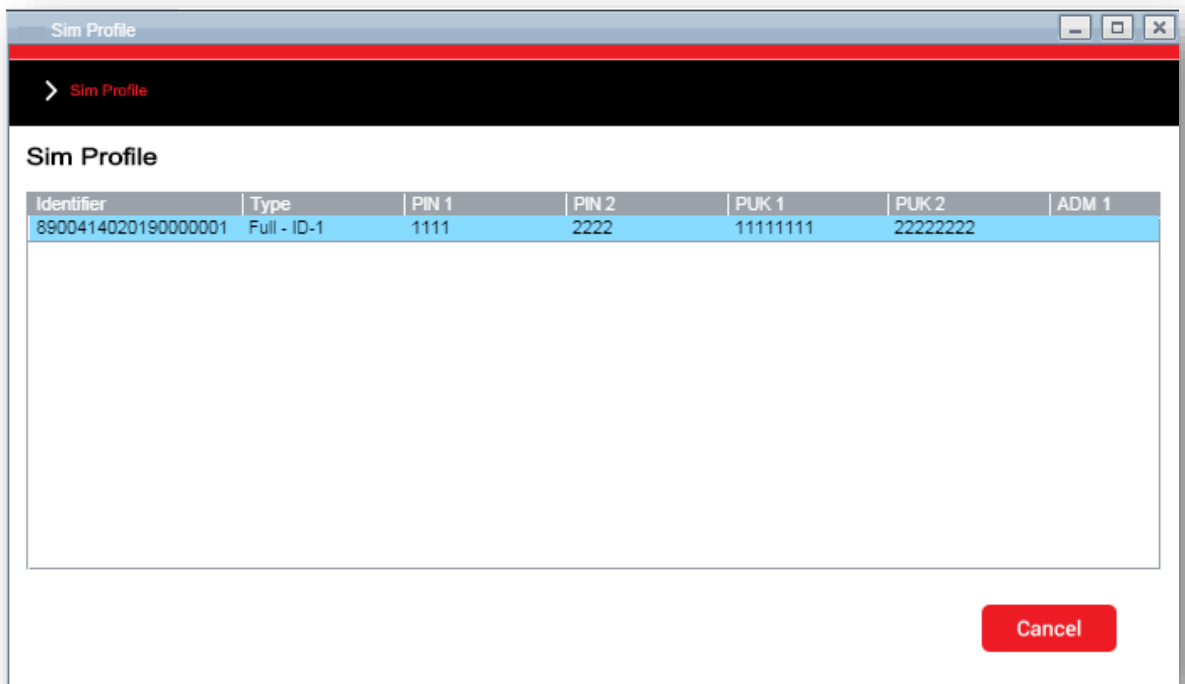 Sim Profile
Sim Profile
Sim Profile
Identifier Type PIN 1 PIN 2 PUK 1 PUK 2 ADM 1
8900414020190000001 Full - ID-1 1111 2222 11111111 22222222
Cancel